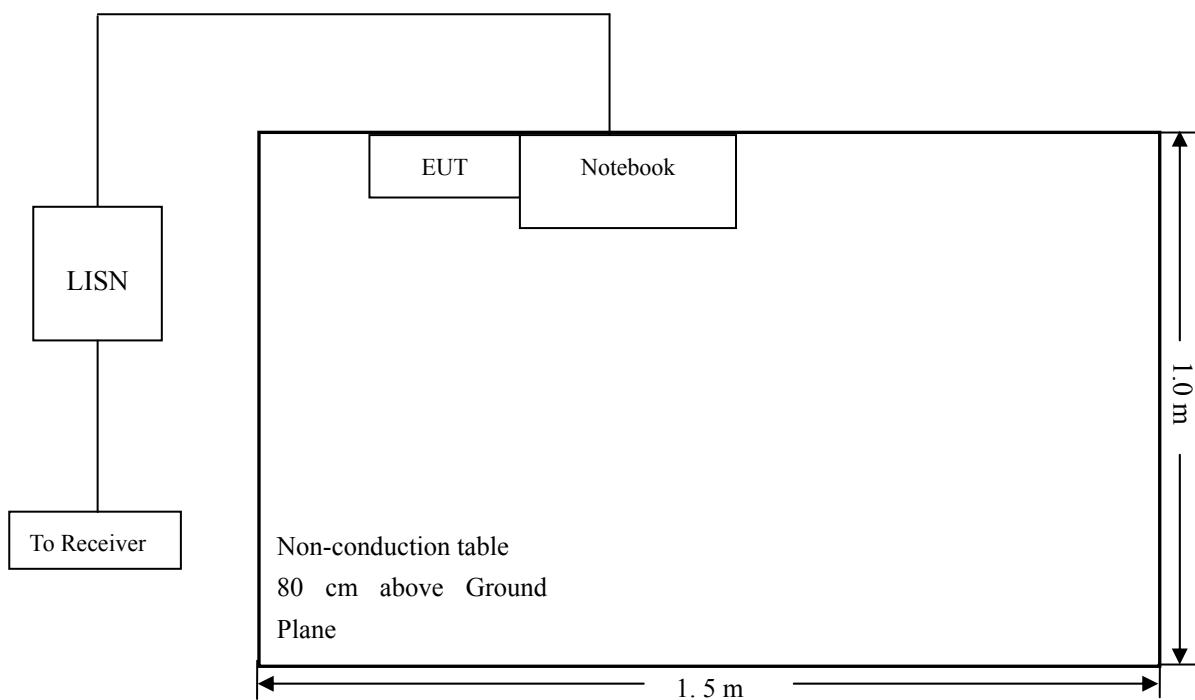 EUT
Notebook
LISN
1.0 m
To Receiver
Non-conduction table
80 cm above Ground
Plane
1. 5 m